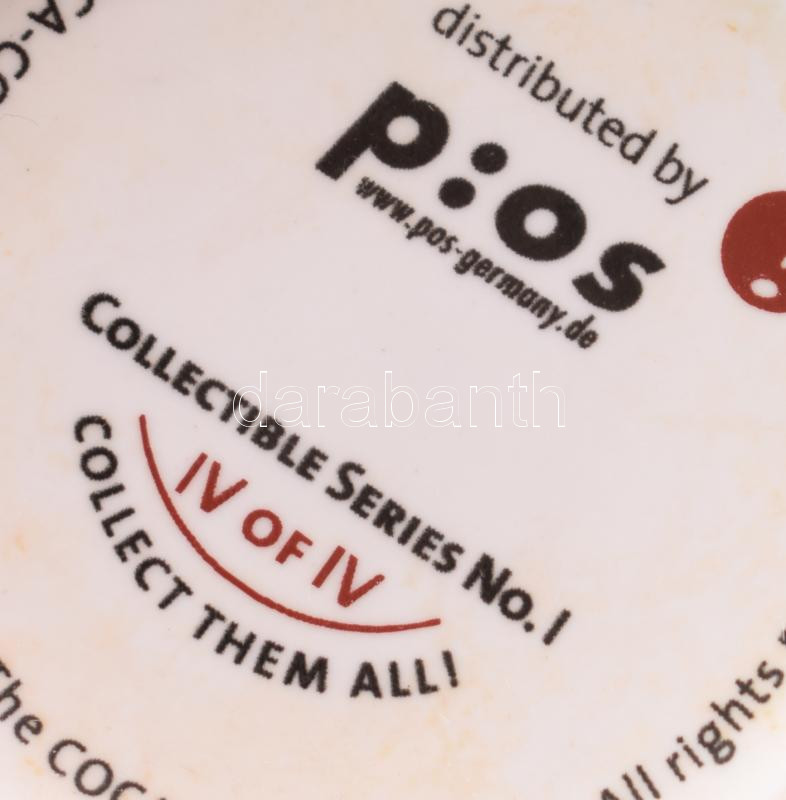 distributed by
p:os
www.pos-germany.de
COLLECTIBLE SERIES NO. I
IV OF IV
COLLECT THEM ALL!
The
All rights
darabanth